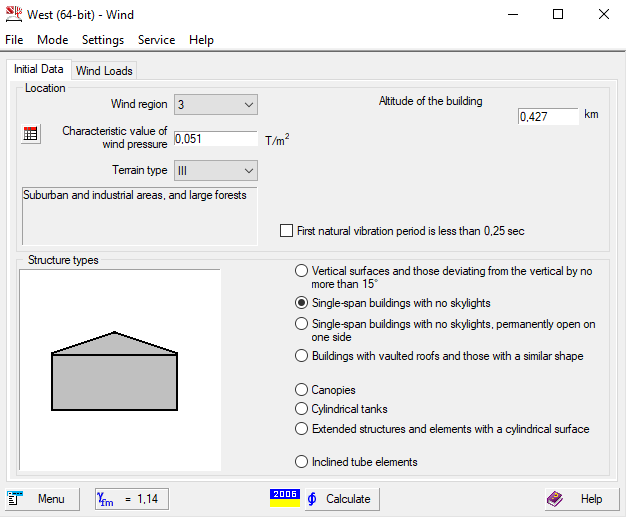 West (64-bit) - Wind
File Mode Settings Service Help
Initial Data Wind Loads
Location
Wind region 3
Altitude of the building
0,427 km
Characteristic value of
wind pressure 0,051 T/m²
Terrain type III
Suburban and industrial areas, and large forests
First natural vibration period is less than 0,25 sec
Structure types
Vertical surfaces and those deviating from the vertical by no
more than 15°
Single-span buildings with no skylights
Single-span buildings with no skylights, permanently open on
one side
Buildings with vaulted roofs and those with a similar shape
Canopies
Cylindrical tanks
Extended structures and elements with a cylindrical surface
Inclined tube elements
Menu γfm = 1,14 2006 Calculate Help